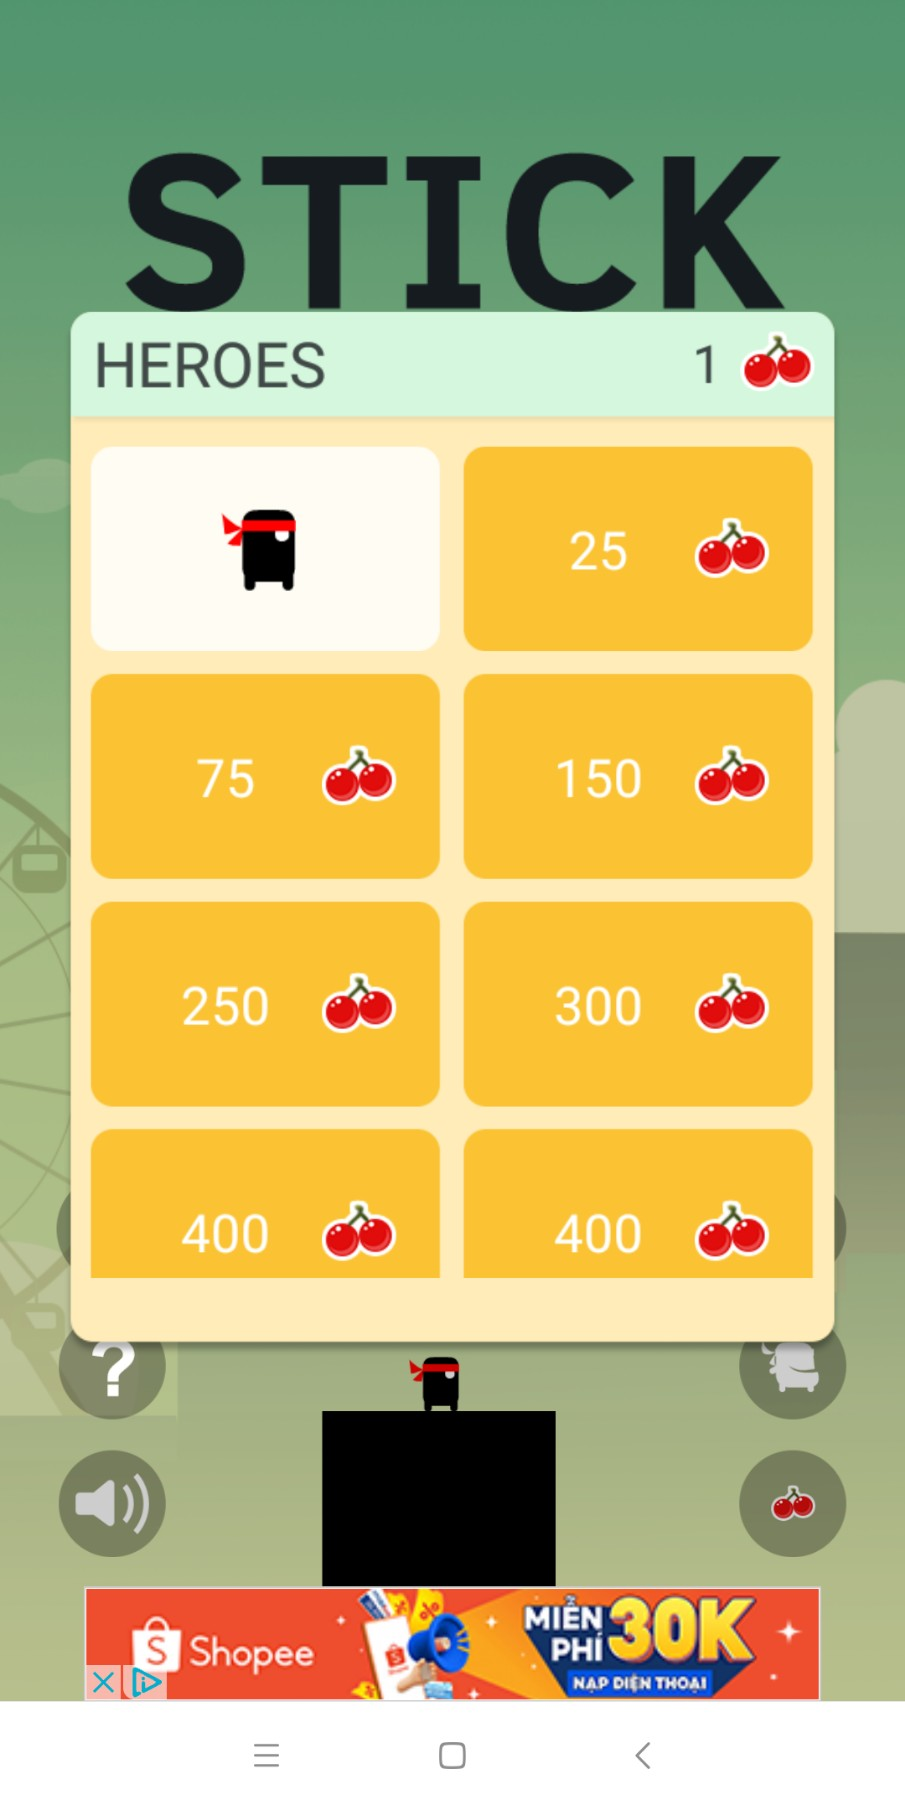 STICK
HEROES 1
25
75 150
250 300
400 400
?
S
Shopee
MIỄN PHÍ 30K
NẠP ĐIỆN THOẠI